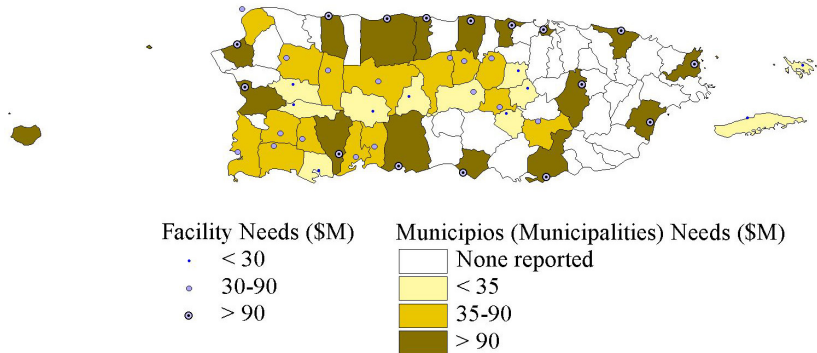 Facility Needs ($M)
< 30
30-90
> 90
Municipios (Municipalities) Needs ($M)
None reported
< 35
35-90
> 90